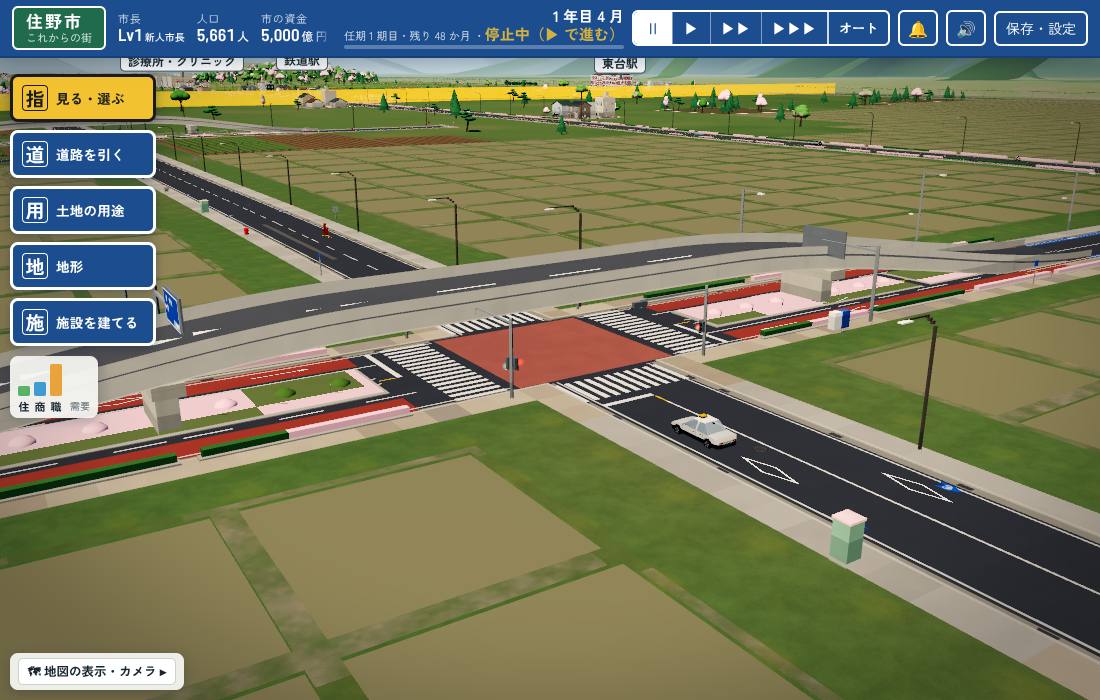 住野市
これからの街
市長
Lv1 新人市長
人口
5,661人
市の資金
5,000億円
1年目4月
任期1期目・残り48か月・停止中（▶で進む）
オート
保存・設定
診療所・クリニック
鉄道駅
東台駅
指 見る・選ぶ
道 道路を引く
用 土地の用途
地 地形
施 施設を建てる
住 商 職 需要
地図の表示・カメラ▸